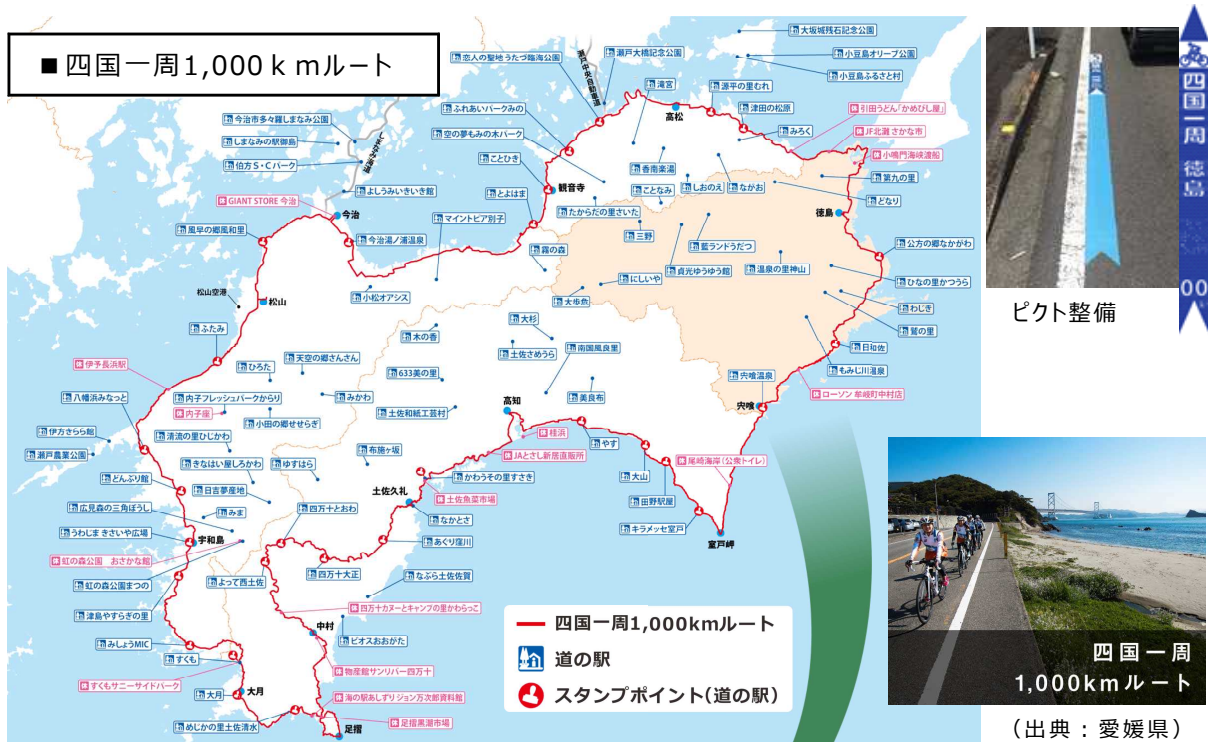 ■四国一周1,000kmルート
大坂城残石記念公園
小豆島オリーブ公園
小豆島ふるさと村
瀬戸大橋記念公園
恋人の聖地 うたづ臨海公園
瀬戸中央自動車道
滝宮
高松
源平の里むれ
津田の松原
みろく
引田うどん「かめびし屋」
JF北灘 さかな市
小鳴門海峡渡船
ふれあいパークみの
空の夢もみの木パーク
ことひき
観音寺
とよはま
香南楽湯
ことなみ
しおのえ
ながお
どなり
第九の里
徳島
たからだの里さいた
三野
貞光ゆうゆう館
藍ランドうだつ
温泉の里神山
公方の郷なかがわ
ひなの里かつうら
わじき
鷲の里
日和佐
もみじ川温泉
ローソン 牟岐町中村店
宍喰温泉
宍喰
今治市多々羅しまなみ公園
しまなみの駅御島
伯方S・Cパーク
しまなみ海道
よしうみいきいき館
GIANT STORE 今治
今治
風早の郷風和里
今治湯ノ浦温泉
マイントピア別子
霧の森
小松オアシス
松山空港
松山
ふたみ
にしいや
大歩危
木の香
大杉
土佐さめうら
南国風良里
633美の里
美良布
土佐和紙工芸村
高知
桂浜
JAとさし新居直販所
やす
大山
田野駅屋
キラメッセ室戸
室戸岬
尾崎海岸(公衆トイレ)
伊予長浜駅
ひろた
天空の郷さんさん
八幡浜みなっと
内子フレッシュパークからり
内子座
みかわ
小田の郷せせらぎ
伊方きらら館
瀬戸農業公園
清流の里ひじかわ
きなはい屋しろかわ
ゆすはら
布施ヶ坂
どんぶり館
日吉夢産地
広見森の三角ぼうし
みま
うわじま きさいや広場
宇和島
虹の森公園 おさかな館
虹の森公園まつの
津島やすらぎの里
土佐久礼
かわうその里すさき
土佐魚菜市場
なかとさ
あぐり窪川
四万十とおわ
四万十大正
よって西土佐
なぶら土佐佐賀
四万十カヌーとキャンプの里かわらっこ
中村
ビオスおおがた
物産館サンリバー四万十
みしょうMIC
すくも
すくもサニーサイドパーク
大月
大月
めじかの里土佐清水
海の駅あしずり ジョン万次郎資料館
足摺黒潮市場
足摺
四国一周1,000kmルート
道の駅
スタンプポイント(道の駅)
ピクト整備
四国一周 徳島
00
四国一周
1,000kmルート
(出典:愛媛県)